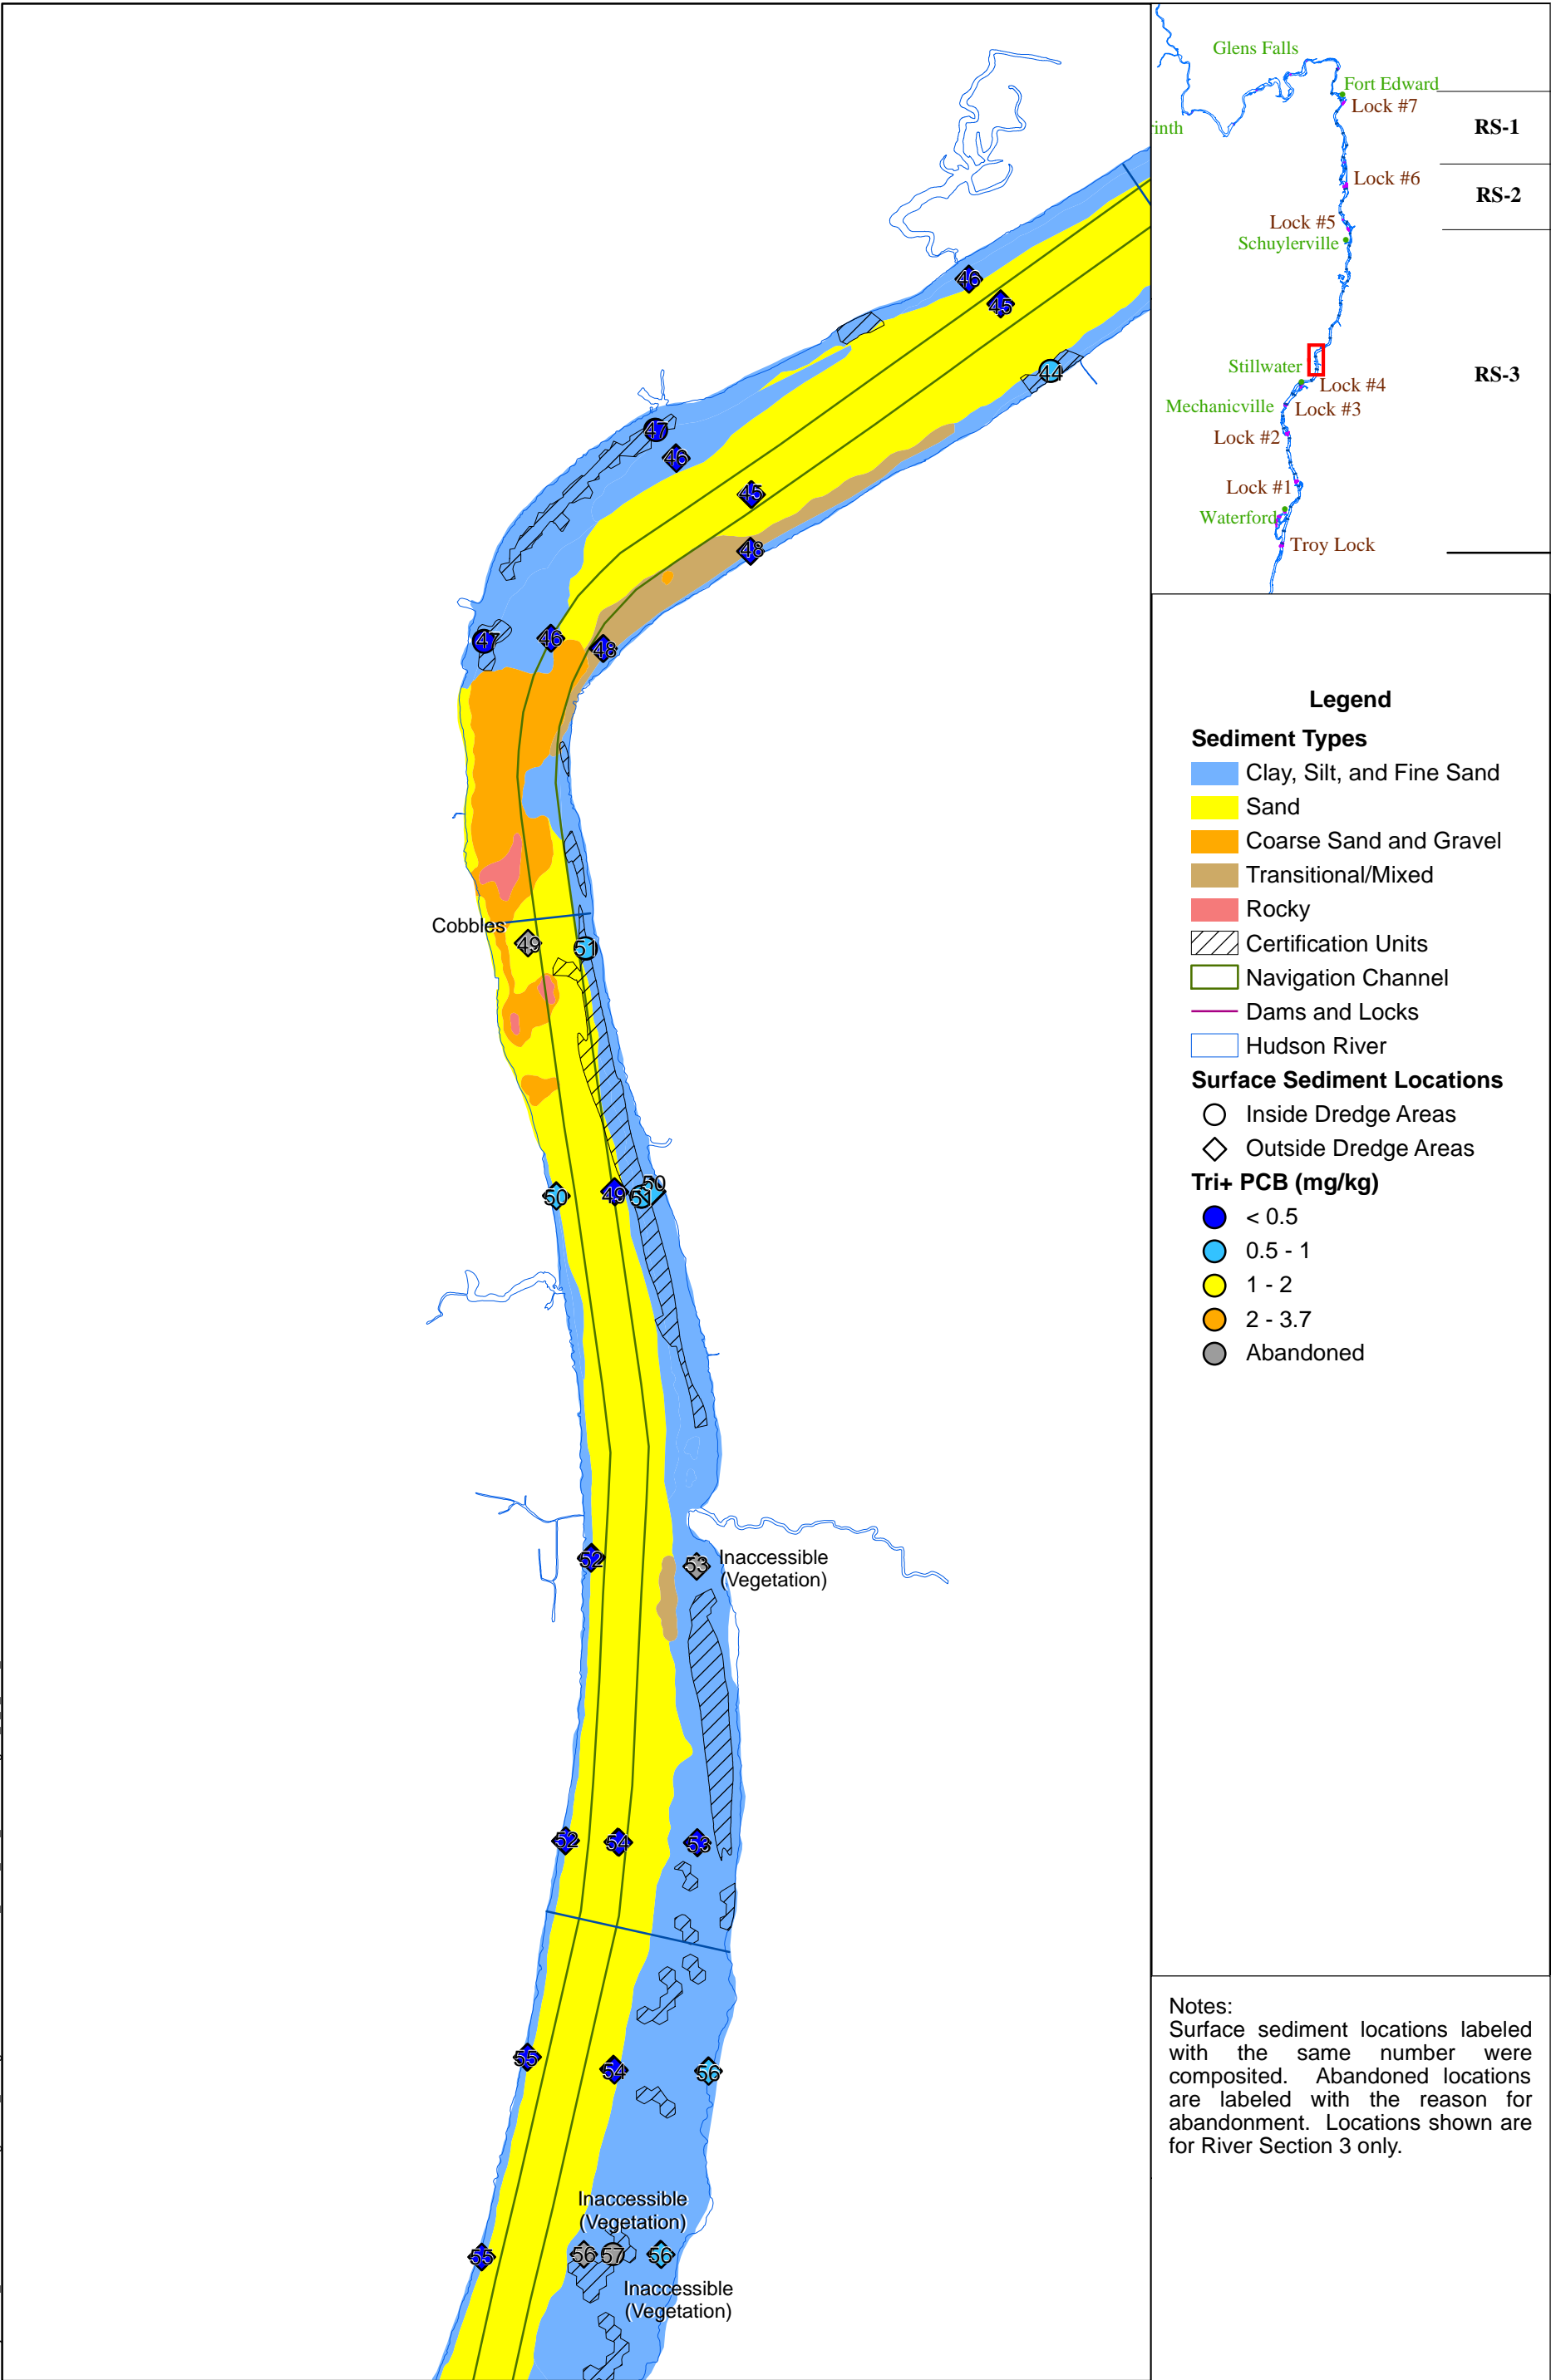 Glens Falls
Fort Edward
Lock #7
rinth
RS-1
Lock #6
RS-2
Lock #5
Schuylerville
Stillwater
Lock #4
RS-3
Mechanicville
Lock #3
Lock #2
Lock #1
Waterford
Troy Lock
46
45
44
47
46
45
48
47
46
48
Cobbles
49
51
50
49
51
50
52
53
Inaccessible
(Vegetation)
52
54
53
55
54
56
Inaccessible
(Vegetation)
55
56
57
56
Inaccessible
(Vegetation)
Legend
Sediment Types
Clay, Silt, and Fine Sand
Sand
Coarse Sand and Gravel
Transitional/Mixed
Rocky
Certification Units
Navigation Channel
Dams and Locks
Hudson River
Surface Sediment Locations
Inside Dredge Areas
Outside Dredge Areas
Tri+ PCB (mg/kg)
< 0.5
0.5 - 1
1 - 2
2 - 3.7
Abandoned
Notes:
Surface sediment locations labeled
with the same number were
composited. Abandoned locations
are labeled with the reason for
abandonment. Locations shown are
for River Section 3 only.